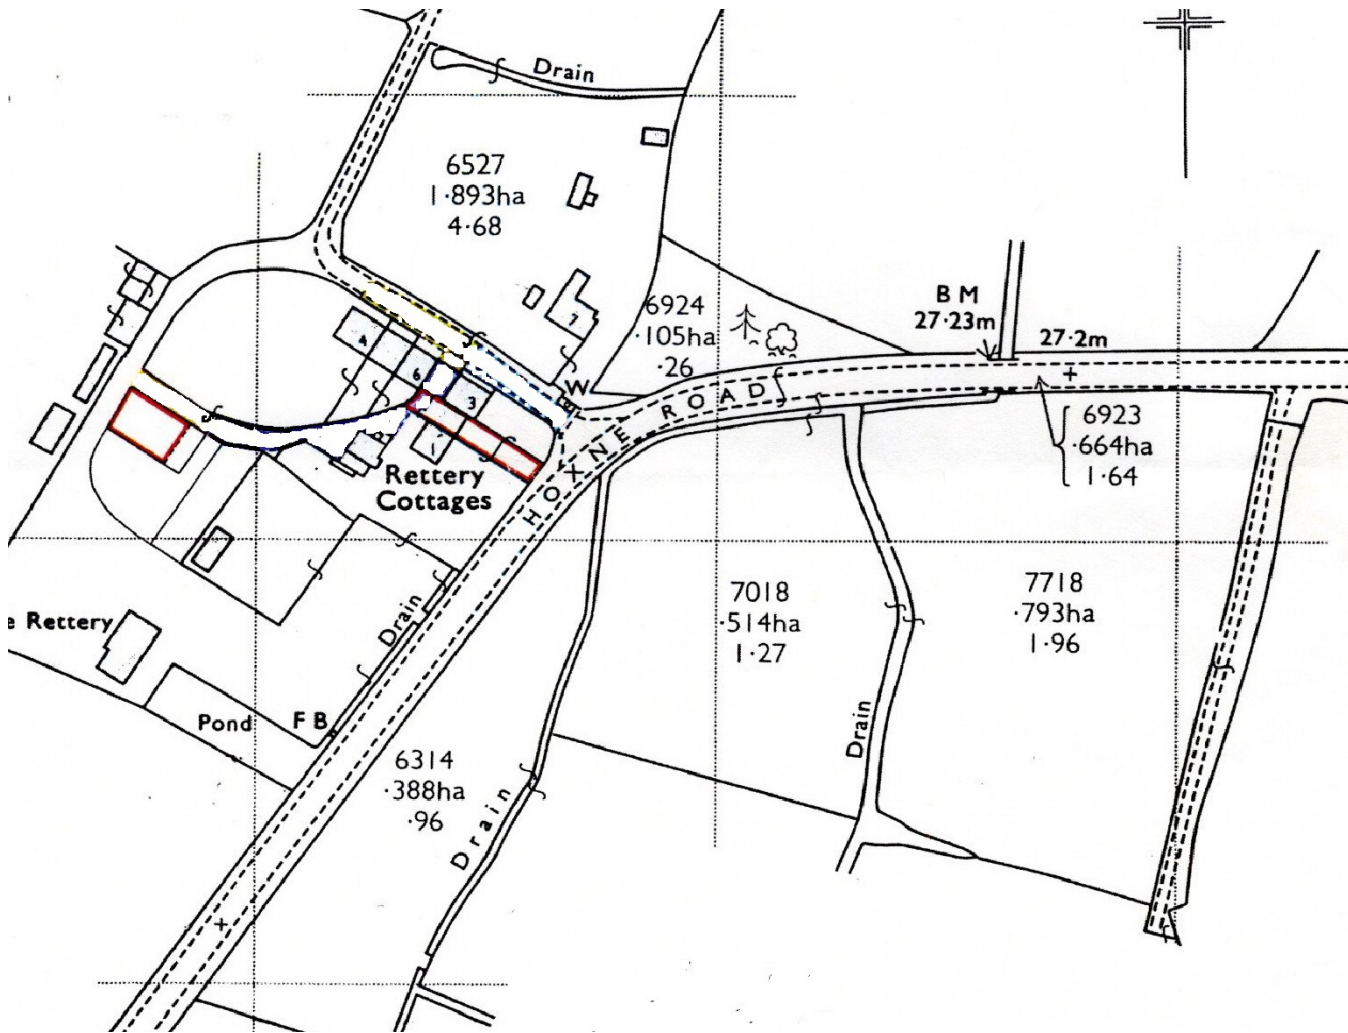 Drain
6527
1·893ha
4·68
6924
·105ha
·26
B M
27·23m
27·2m
7
4
6
3
1
W
HOXNE ROAD
6923
·664ha
1·64
Rettery
Cottages
7018
·514ha
1·27
7718
·793ha
1·96
Drain
e Rettery
Pond
F B
Drain
6314
·388ha
·96
Drain